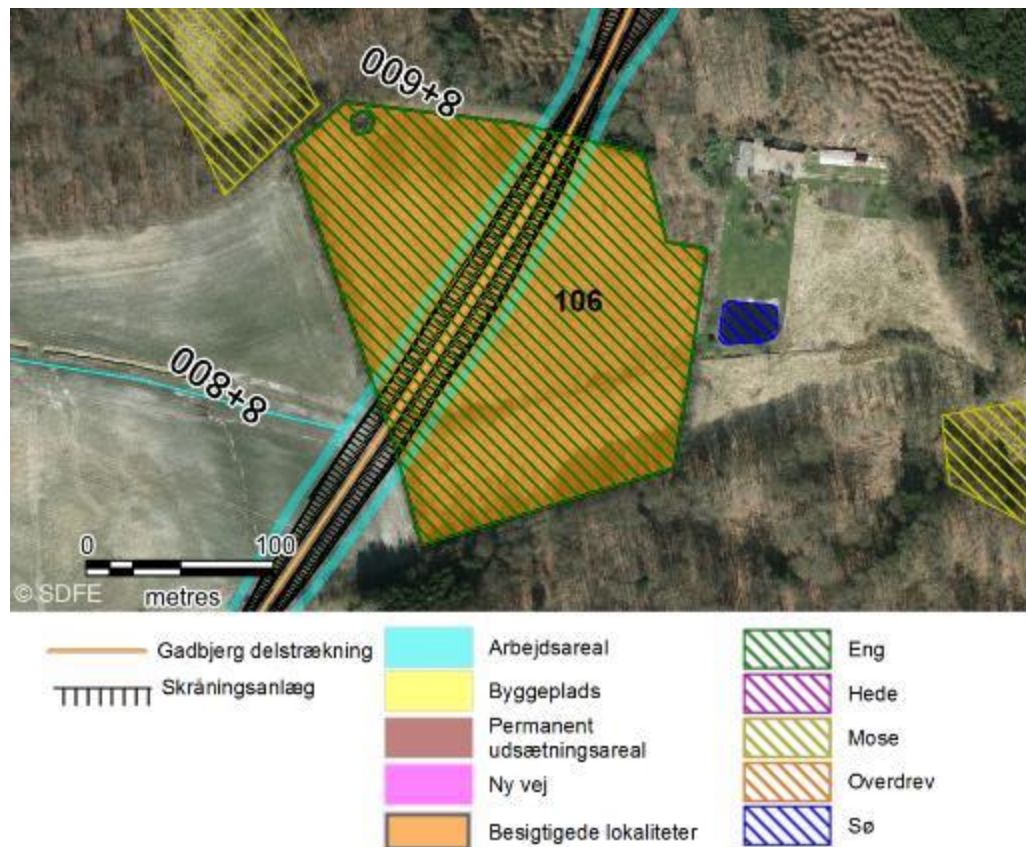 009+8
106
008+8
0 100
metres
© SDFE
Gadbjerg delstrækning
Skråningsanlæg
Arbejdsareal
Byggeplads
Permanent
udsætningsareal
Ny vej
Besigtigede lokaliteter
Eng
Hede
Mose
Overdrev
Sø